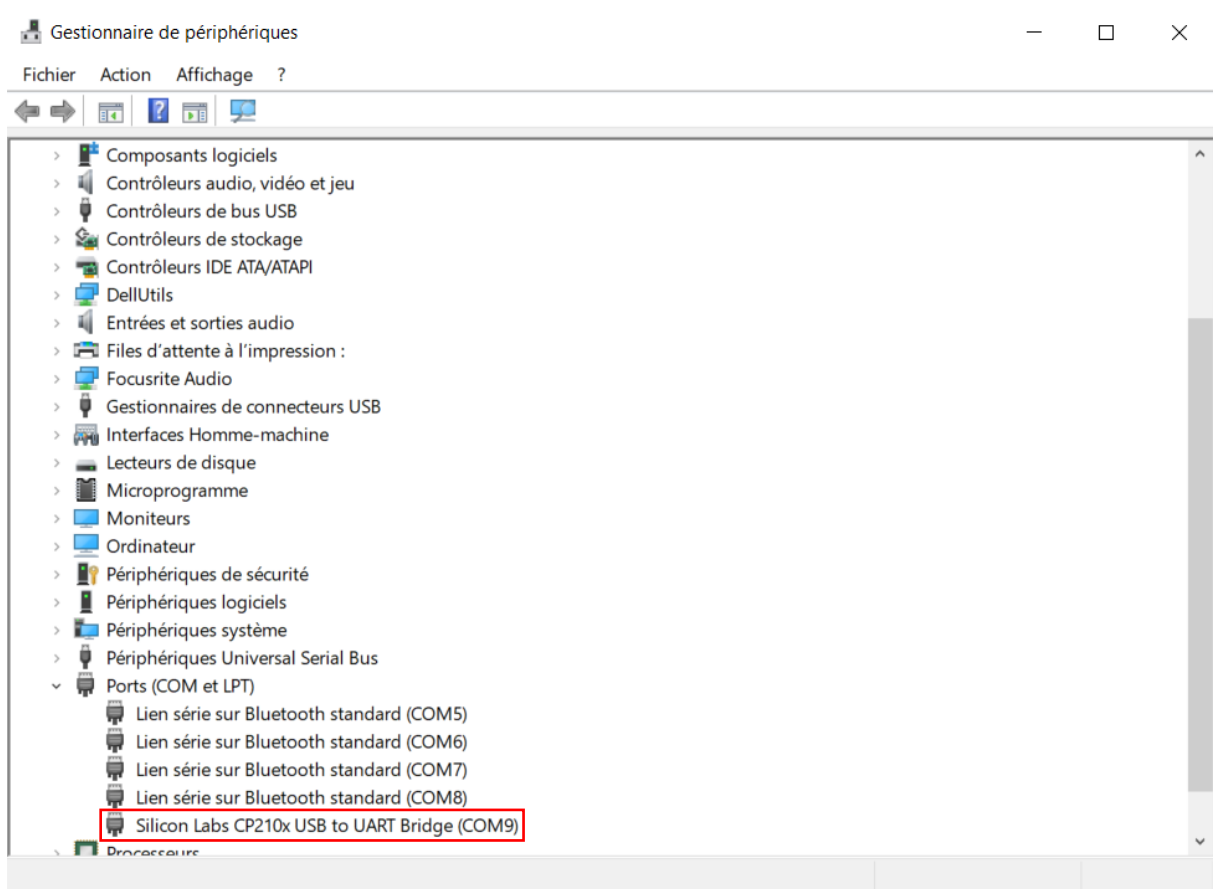 Gestionnaire de périphériques
Fichier Action Affichage ?
Composants logiciels
Contrôleurs audio, vidéo et jeu
Contrôleurs de bus USB
Contrôleurs de stockage
Contrôleurs IDE ATA/ATAPI
DellUtils
Entrées et sorties audio
Files d'attente à l'impression :
Focusrite Audio
Gestionnaires de connecteurs USB
Interfaces Homme-machine
Lecteurs de disque
Microprogramme
Moniteurs
Ordinateur
Périphériques de sécurité
Périphériques logiciels
Périphériques système
Périphériques Universal Serial Bus
Ports (COM et LPT)
Lien série sur Bluetooth standard (COM5)
Lien série sur Bluetooth standard (COM6)
Lien série sur Bluetooth standard (COM7)
Lien série sur Bluetooth standard (COM8)
Silicon Labs CP210x USB to UART Bridge (COM9)
Processeurs